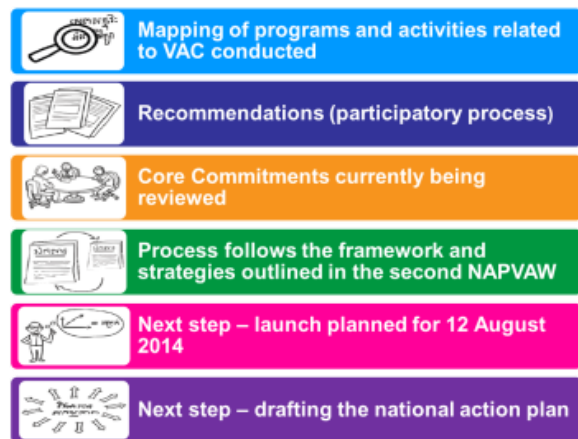 Mapping of programs and activities related
to VAC conducted
Recommendations (participatory process)
Core Commitments currently being
reviewed
Process follows the framework and
strategies outlined in the second NAPVAW
Next step – launch planned for 12 August
2014
Next step – drafting the national action plan